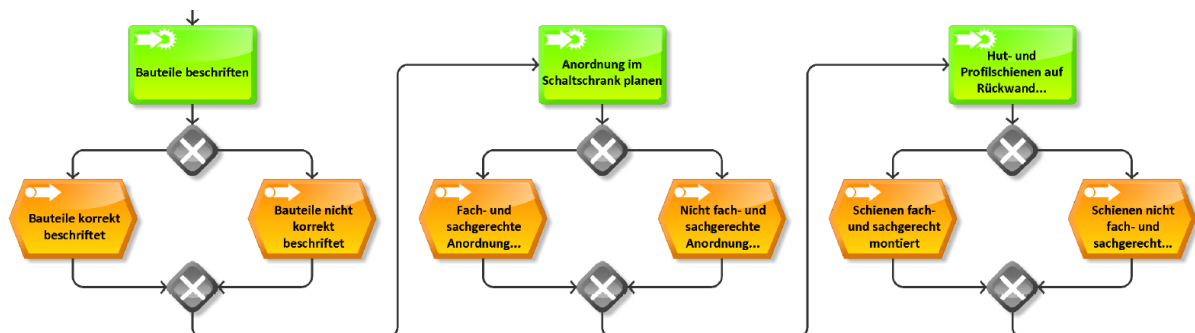 Bauteile beschriften
Anordnung im
Schaltschrank planen
Hut- und
Profilschienen auf
Rückwand...
Bauteile korrekt
beschriftet
Bauteile nicht
korrekt
beschriftet
Fach- und
sachgerechte
Anordnung...
Nicht fach- und
sachgerechte
Anordnung...
Schienen fach-
und sachgerecht
montiert
Schienen nicht
fach- und
sachgerecht...